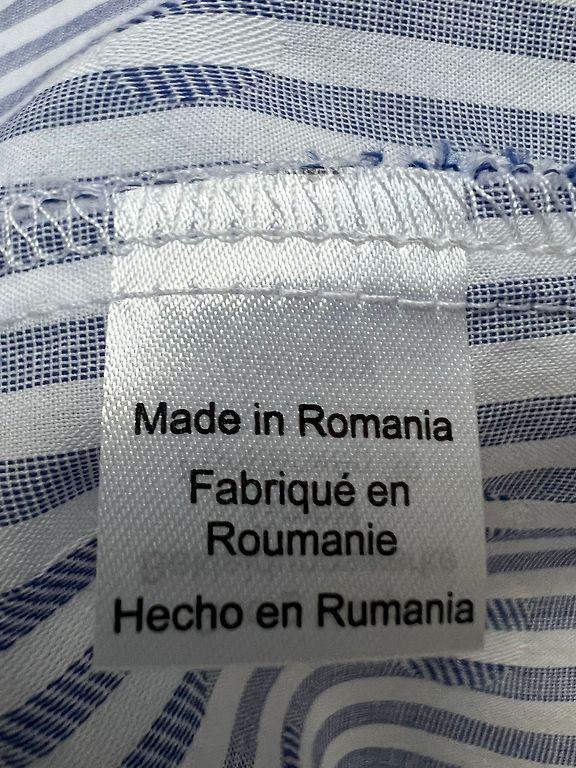 Made in Romania
Fabriqué en
Roumanie
Hecho en Rumania